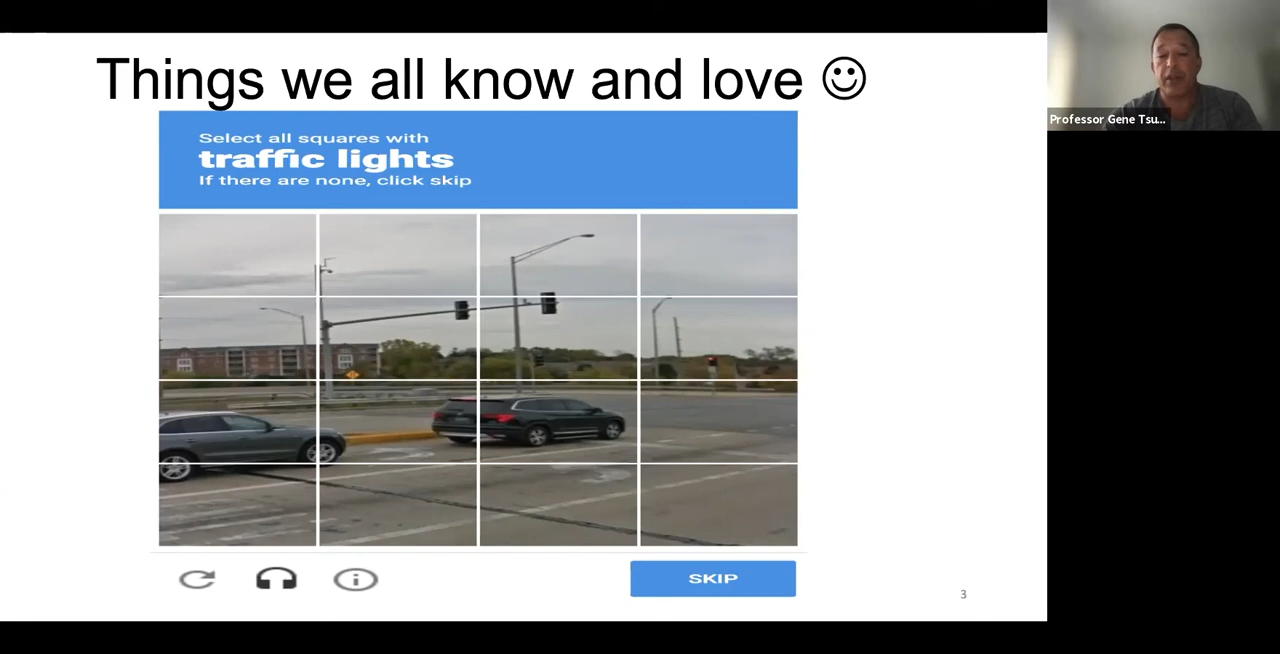 Things we all know and love ☺
Select all squares with
traffic lights
If there are none, click skip
SKIP
3
Professor Gene Tsu...